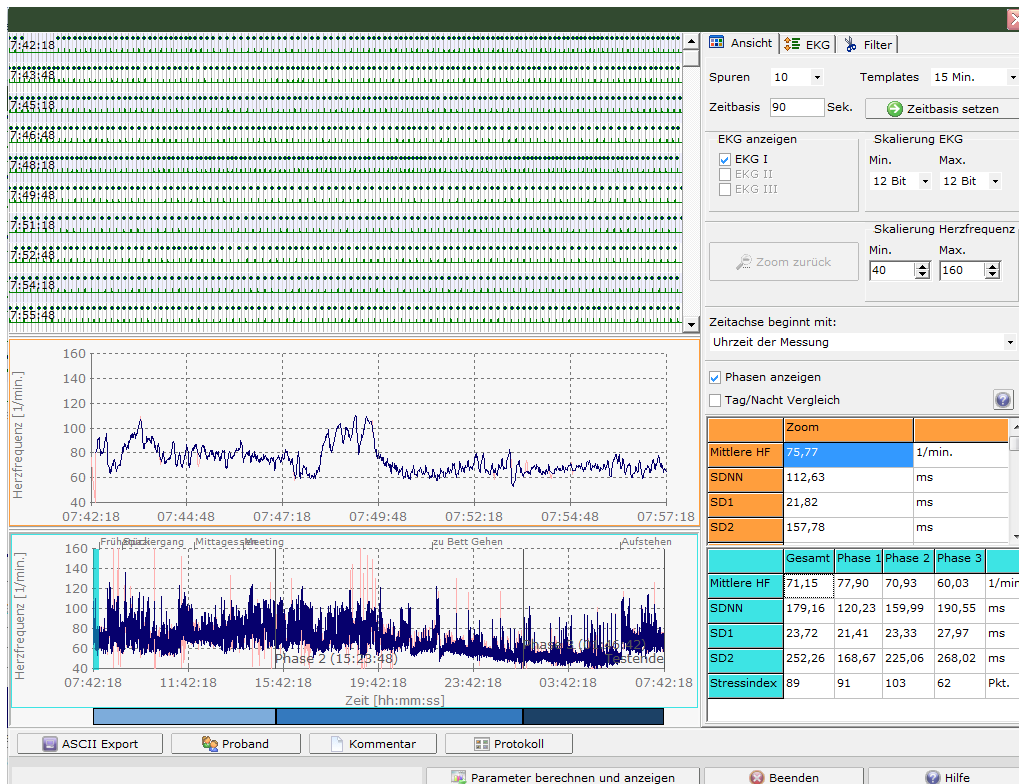 7:42:18
7:43:48
7:45:18
7:46:48
7:48:18
7:49:48
7:51:18
7:52:48
7:54:18
7:55:48
Ansicht EKG Filter
Spuren 10 Templates 15 Min.
Zeitbasis 90 Sek. Zeitbasis setzen
EKG anzeigen Skalierung EKG
EKG I Min. Max.
EKG II 12 Bit 12 Bit
EKG III
Skalierung Herzfrequenz
Zoom zurück Min. Max.
40 160
Zeitachse beginnt mit:
Uhrzeit der Messung
Phasen anzeigen
Tag/Nacht Vergleich
Herzfrequenz [1/min.]
160
140
120
100
80
60
40
07:42:18 07:44:48 07:47:18 07:49:48 07:52:18 07:54:48 07:57:18
Zoom
Mittlere HF 75,77 1/min.
SDNN 112,63 ms
SD1 21,82 ms
SD2 157,78 ms
Mittagessen Meeting zu Bett Gehen Aufstehen
Herzfrequenz [1/min.]
160
140
120
100
80
60
40
Phase 2 (15:23:48)
07:42:18 11:42:18 15:42:18 19:42:18 23:42:18 03:42:18 07:42:18
Zeit [hh:mm:ss]
Gesamt Phase 1 Phase 2 Phase 3
Mittlere HF 71,15 77,90 70,93 60,03 1/min
SDNN 179,16 120,23 159,99 190,55 ms
SD1 23,72 21,41 23,33 27,97 ms
SD2 252,26 168,67 225,06 268,02 ms
Stressindex 89 91 103 62 Pkt.
ASCII Export Proband Kommentar Protokoll
Parameter berechnen und anzeigen Beenden Hilfe